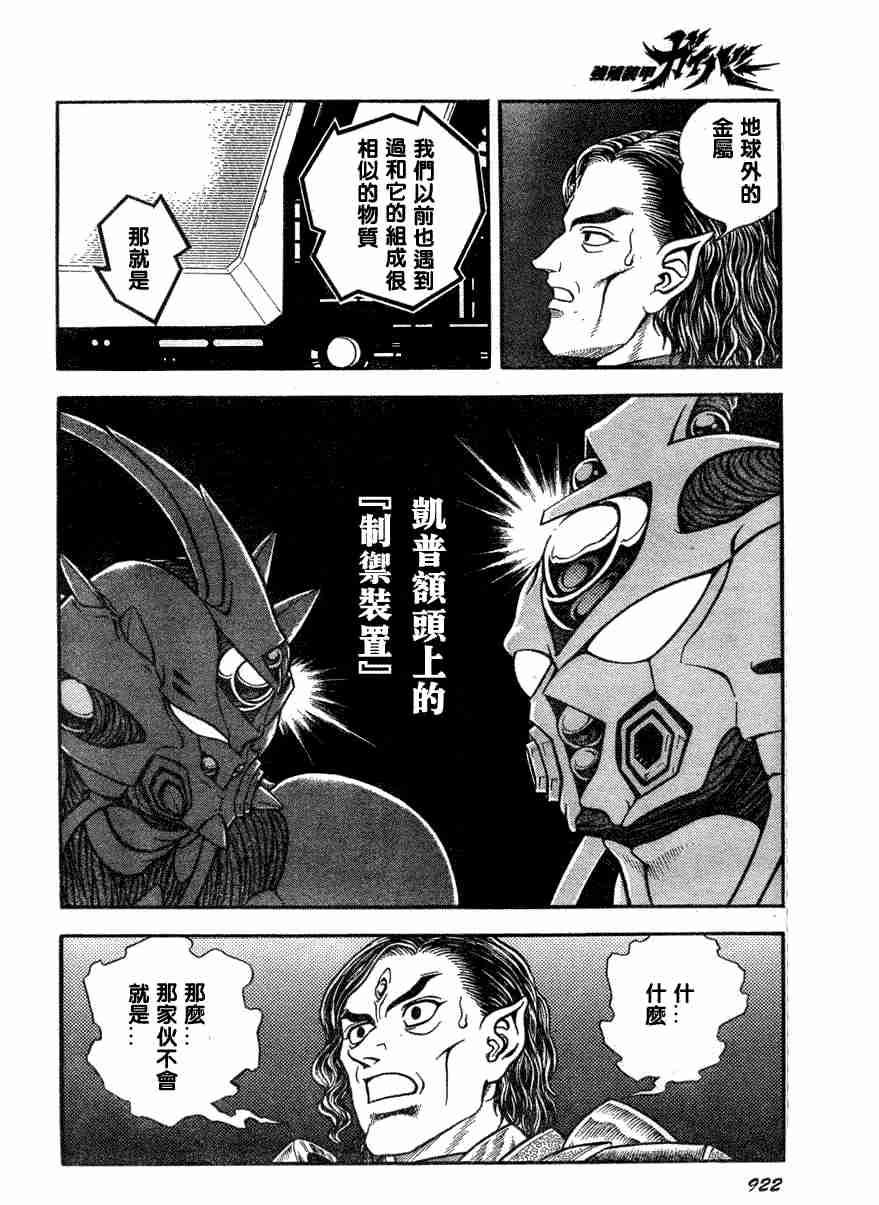 強殖装甲ガイバー
地球外的
金屬
我們以前也遇到
過和它的組成很
相似的物質
那就是
凱普額頭上的
『制禦裝置』
什…
什麼
那麼…
那家伙不會
就是…
922